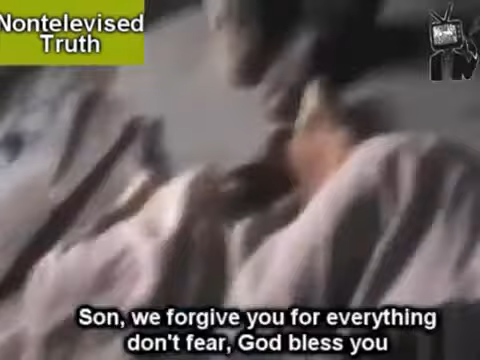 Nontelevised
Truth
Son, we forgive you for everything
don't fear, God bless you